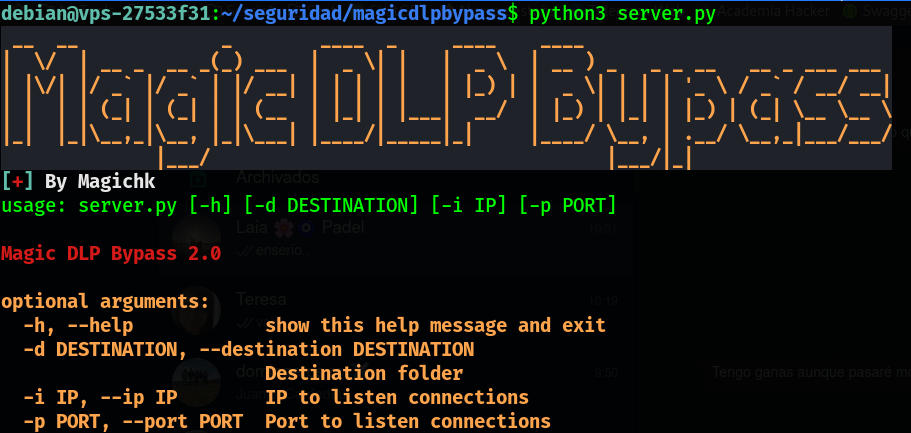 debian@vps-27533f31:~/seguridad/magicdlpbypass$ python3 server.py
Magic DLP Bypass
[+] By Magichk
usage: server.py [-h] [-d DESTINATION] [-i IP] [-p PORT]
Magic DLP Bypass 2.0
optional arguments:
-h, --help show this help message and exit
-d DESTINATION, --destination DESTINATION
Destination folder
-i IP, --ip IP IP to listen connections
-p PORT, --port PORT Port to listen connections
Academia Hacker
Archivados
Laia Padel
enserio..
Teresa
10:19
9:50
Tengo ganas aunque pasaré